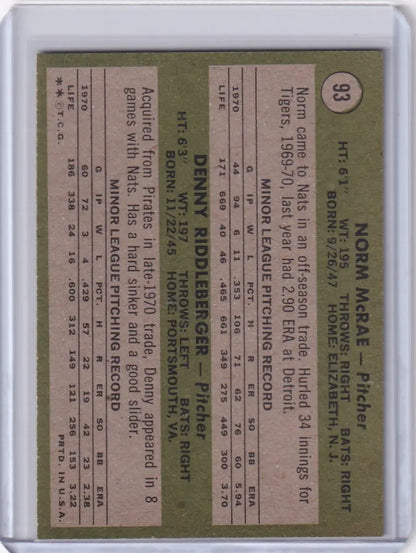 93
NORM McRAE — Pitcher
HT: 6'1" WT: 195 THROWS: RIGHT BATS: RIGHT
BORN: 9/26/47 HOME: ELIZABETH, N. J.
Norm came to Nats in an off-season trade. Hurled 34 innings for
Tigers, 1969-70, last year had 2.90 ERA at Detroit.
MINOR LEAGUE PITCHING RECORD
G IP W L PCT. H R ER SO BB ERA
1970 44 94 6 11 .353 106 62 76 60 5.94
LIFE 171 669 40 46 .465 661 349 275 449 300 3.70
DENNY RIDDLEBERGER — Pitcher
HT: 6'3" WT: 197 THROWS: LEFT BATS: RIGHT
BORN: 11/22/45 HOME: PORTSMOUTH, VA.
Acquired from Pirates in late-1970 trade, Denny appeared in 8
games with Nats. Has a hard sinker and a good slider.
MINOR LEAGUE PITCHING RECORD
G IP W L PCT. H R ER SO BB ERA
1970 60 72 3 4 .429 57 22 19 42 23 2.38
LIFE 186 338 24 16 .600 312 149 121 256 153 3.22
**©T.C.G. PRTD. IN U.S.A.